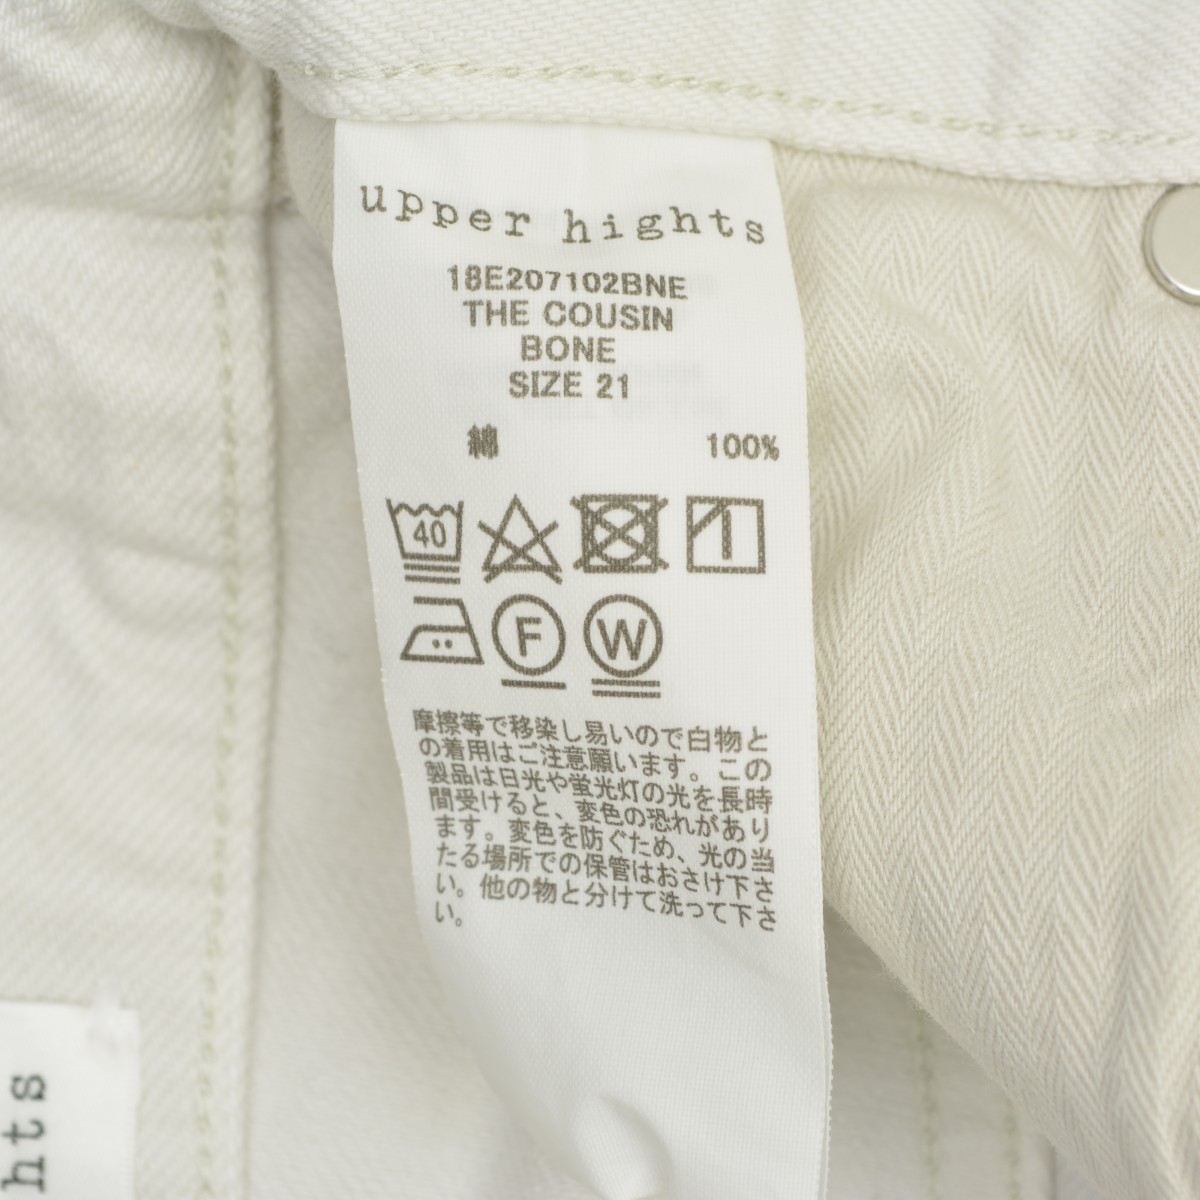 upper hights
18E207102BNE
THE COUSIN
BONE
SIZE 21
綿 100%
40
F W
摩擦等で移染し易いので白物と
の着用はご注意願います。この
製品は日光や蛍光灯の光を長時
間受けると、変色の恐れがあり
ます。変色を防ぐため、光の当
たる場所での保管はおさけ下さ
い。他の物と分けて洗って下さ
い。
hts